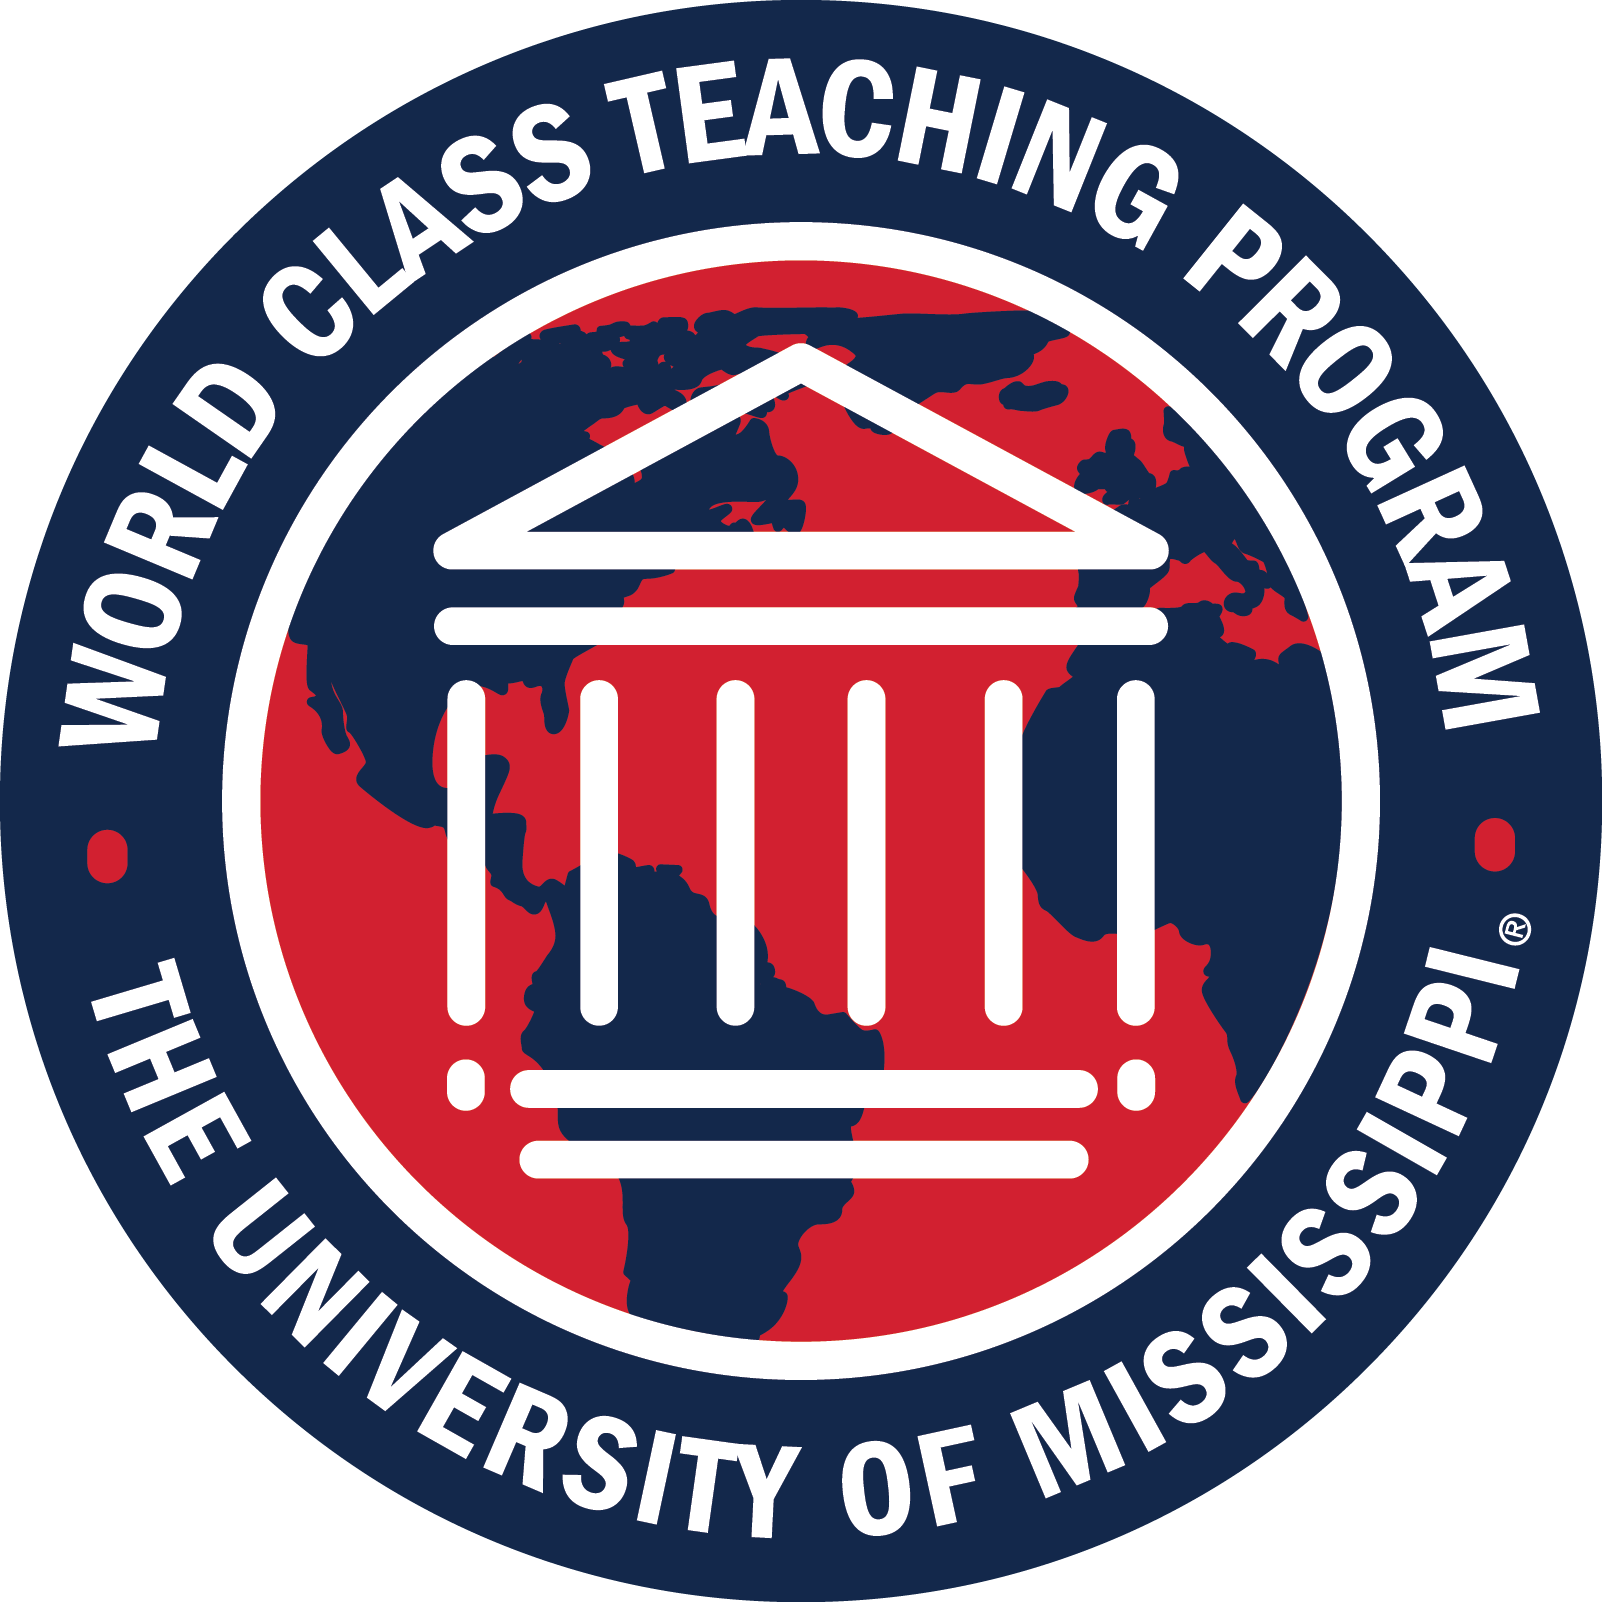 WORLD CLASS TEACHING PROGRAM
THE UNIVERSITY OF MISSISSIPPI®